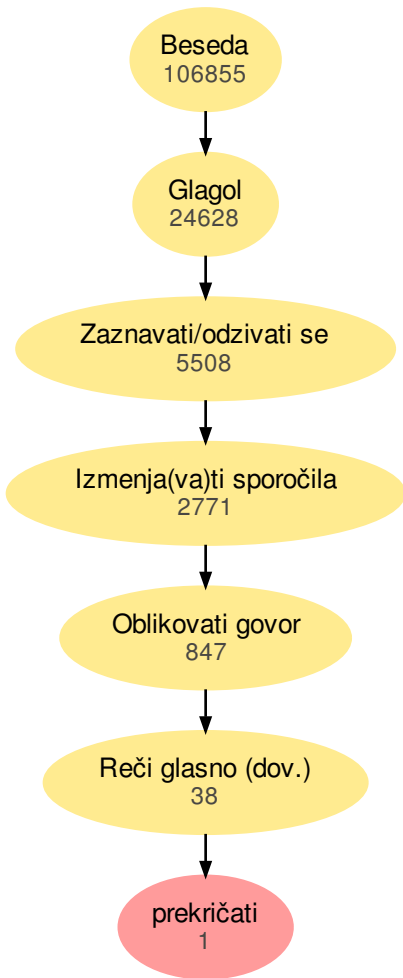 Beseda
106855
Glagol
24628
Zaznavati/odzivati se
5508
Izmenja(va)ti sporočila
2771
Oblikovati govor
847
Reči glasno (dov.)
38
prekričati
1